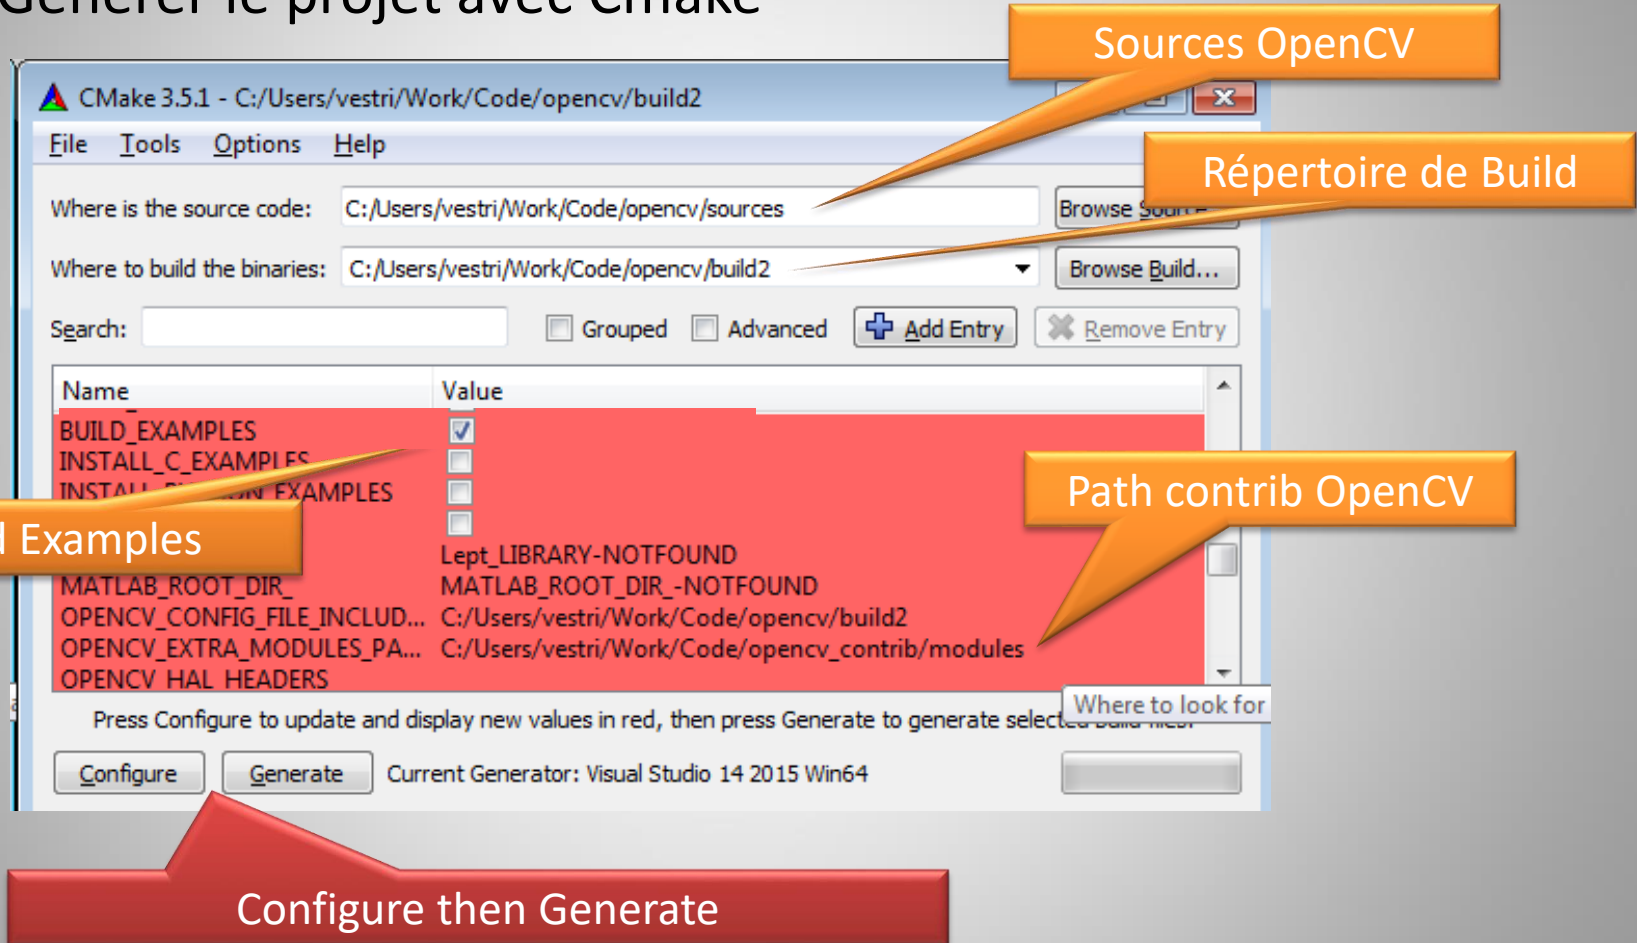 Générer le projet avec Cmake
Sources OpenCV
CMake 3.5.1 - C:/Users/vestri/Work/Code/opencv/build2
File Tools Options Help
Répertoire de Build
Where is the source code: C:/Users/vestri/Work/Code/opencv/sources Browse Source...
Where to build the binaries: C:/Users/vestri/Work/Code/opencv/build2 Browse Build...
Search: Grouped Advanced Add Entry Remove Entry
Name Value
BUILD_EXAMPLES
INSTALL_C_EXAMPLES
INSTALL_PYTHON_EXAMPLES
Path contrib OpenCV
Examples
Lept_LIBRARY-NOTFOUND
MATLAB_ROOT_DIR_ MATLAB_ROOT_DIR_-NOTFOUND
OPENCV_CONFIG_FILE_INCLUD... C:/Users/vestri/Work/Code/opencv/build2
OPENCV_EXTRA_MODULES_PA... C:/Users/vestri/Work/Code/opencv_contrib/modules
OPENCV_HAL_HEADERS
Where to look for
Press Configure to update and display new values in red, then press Generate to generate selected build files.
Configure Generate Current Generator: Visual Studio 14 2015 Win64
Configure then Generate